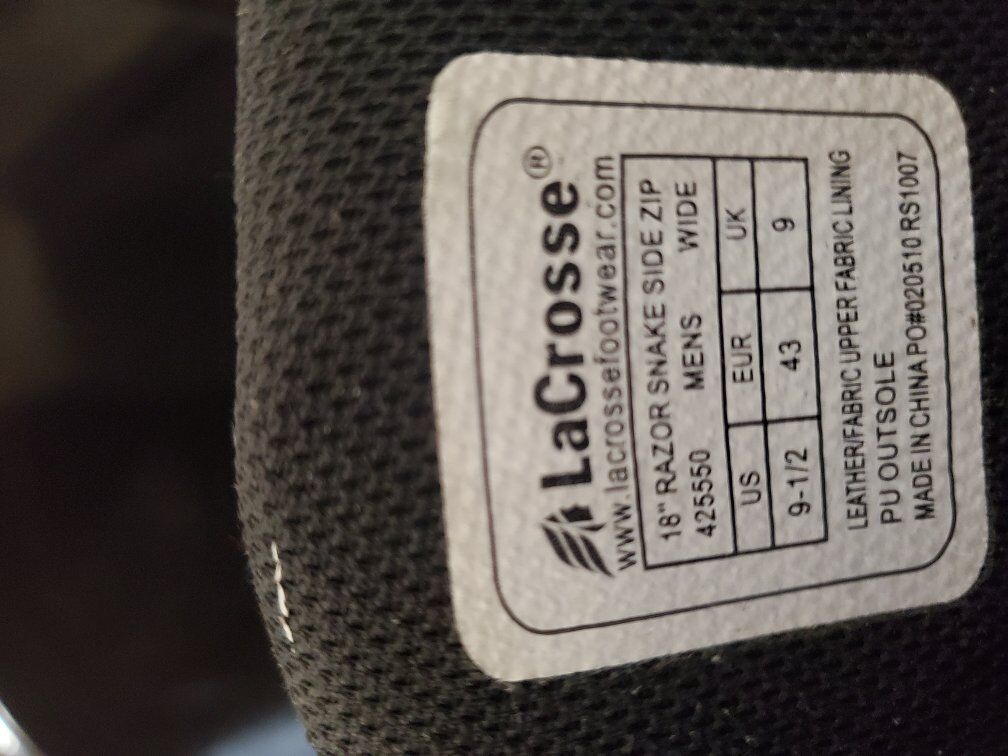 LaCrosse®
www.lacrossefootwear.com
18" RAZOR SNAKE SIDE ZIP
425550 MENS WIDE
US EUR UK
9-1/2 43 9
LEATHER/FABRIC UPPER FABRIC LINING
PU OUTSOLE
MADE IN CHINA PO#020510 RS1007